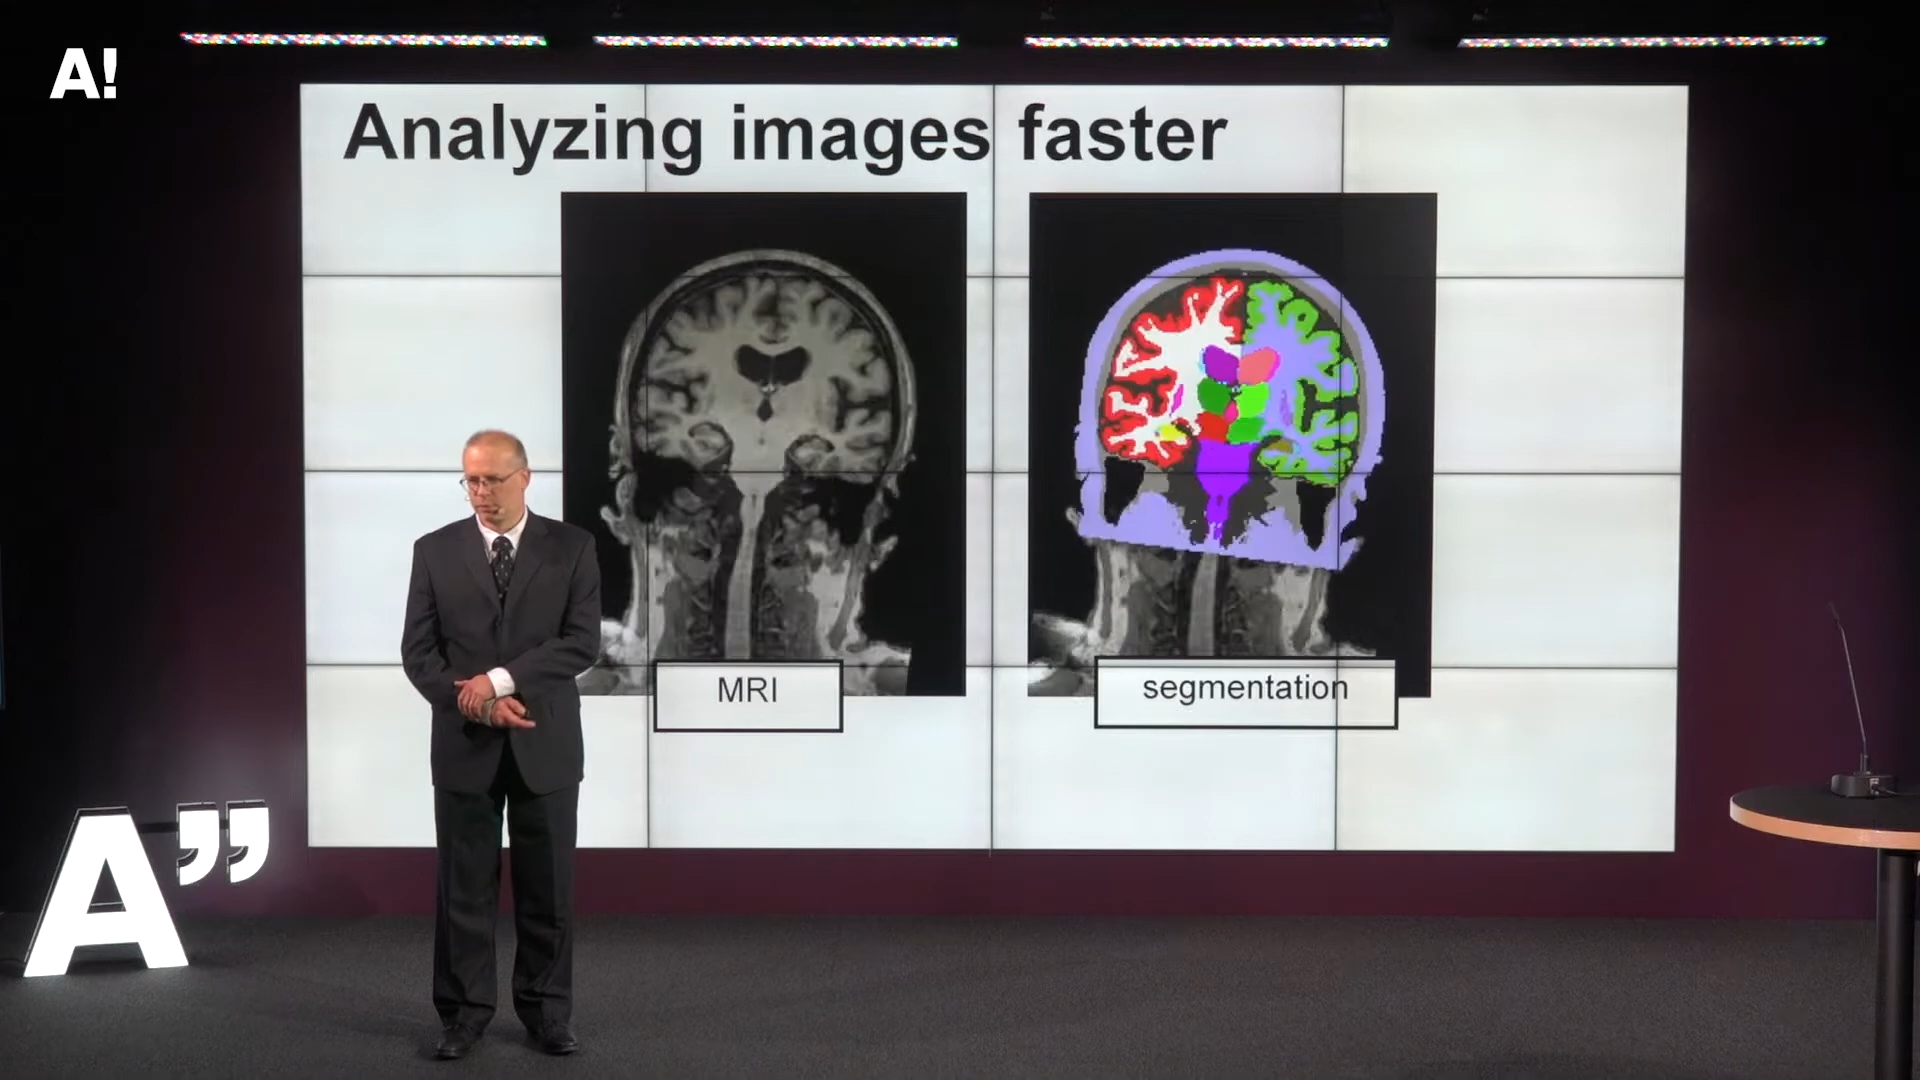 A!
Analyzing images faster
MRI
segmentation
A”